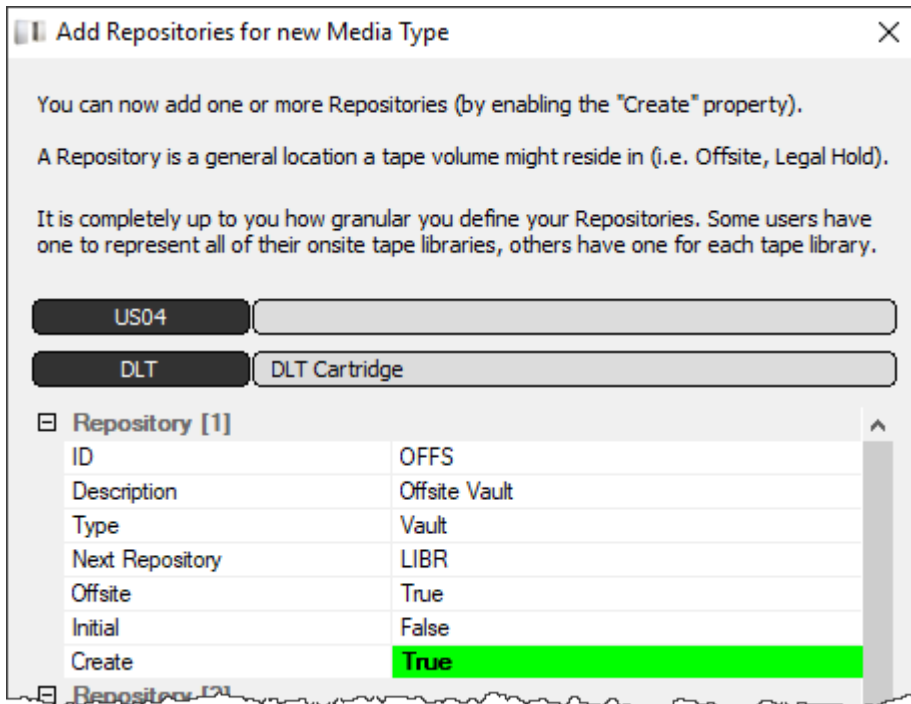 Add Repositories for new Media Type
You can now add one or more Repositories (by enabling the "Create" property).
A Repository is a general location a tape volume might reside in (i.e. Offsite, Legal Hold).
It is completely up to you how granular you define your Repositories. Some users have
one to represent all of their onsite tape libraries, others have one for each tape library.
US04
DLT DLT Cartridge
Repository [1]
ID OFFS
Description Offsite Vault
Type Vault
Next Repository LIBR
Offsite True
Initial False
Create True
Repository [2]